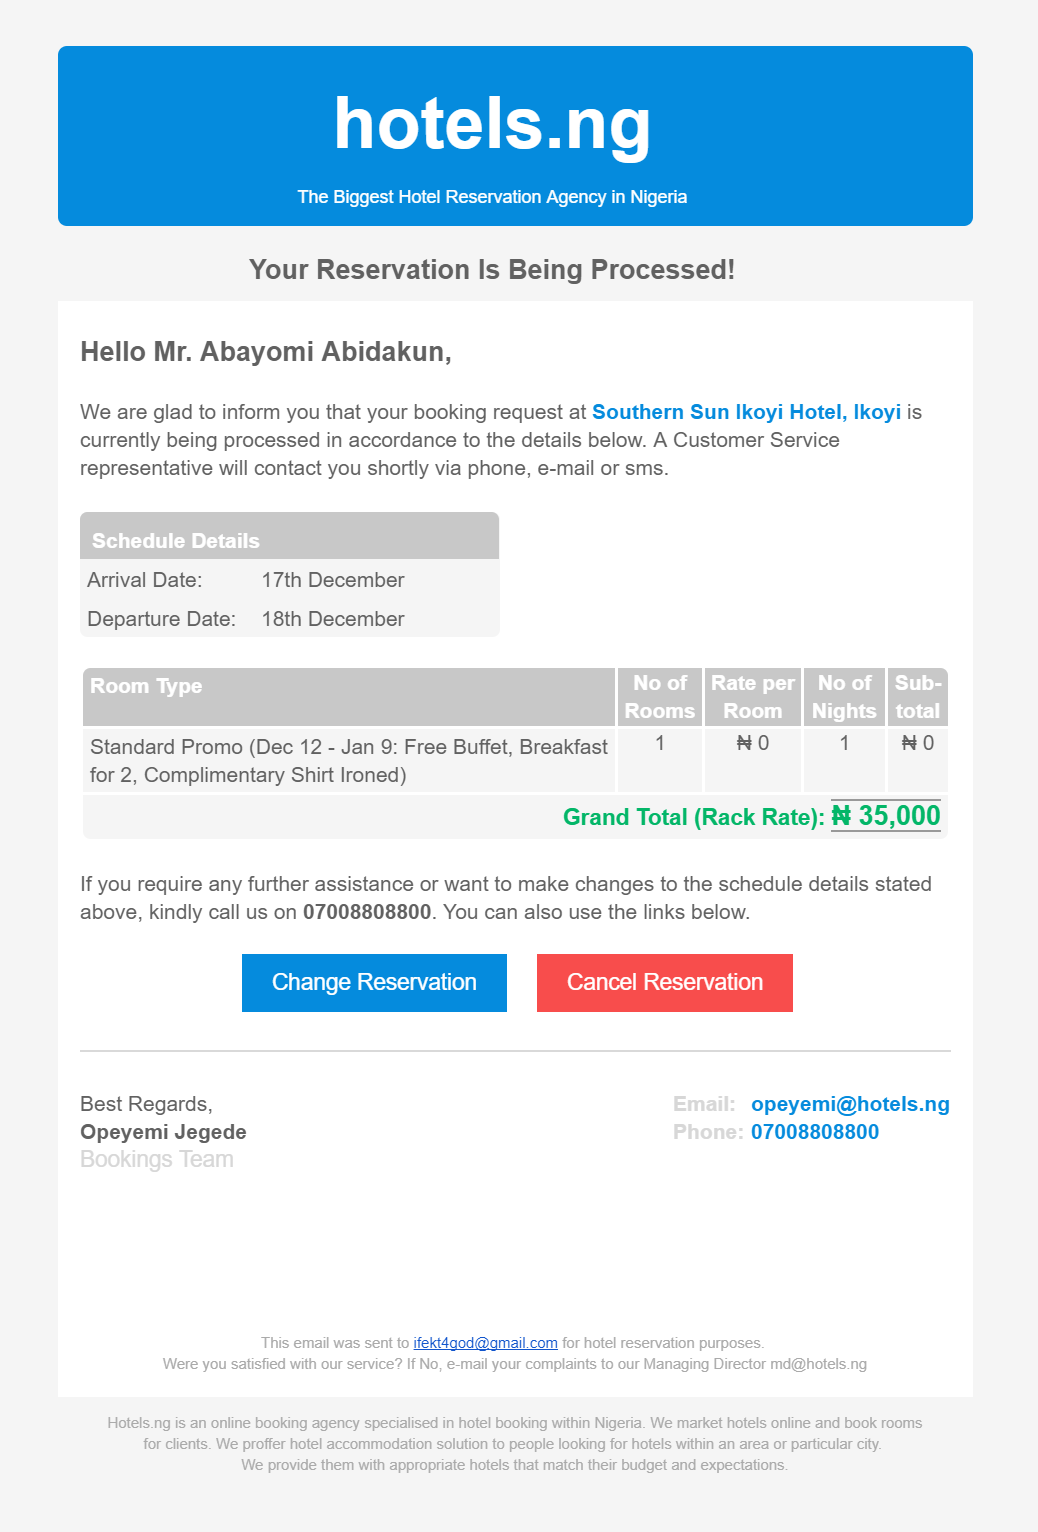 hotels.ng
The Biggest Hotel Reservation Agency in Nigeria
Your Reservation Is Being Processed!
Hello Mr. Abayomi Abidakun,
We are glad to inform you that your booking request at Southern Sun Ikoyi Hotel, Ikoyi is
currently being processed in accordance to the details below. A Customer Service
representative will contact you shortly via phone, e-mail or sms.
Schedule Details
Arrival Date: 17th December
Departure Date: 18th December
Room Type No of Rooms Rate per Room No of Nights Sub-total
Standard Promo (Dec 12 - Jan 9: Free Buffet, Breakfast 1 ₦ 0 1 ₦ 0
for 2, Complimentary Shirt Ironed)
Grand Total (Rack Rate): ₦ 35,000
If you require any further assistance or want to make changes to the schedule details stated
above, kindly call us on 07008808800. You can also use the links below.
Change Reservation Cancel Reservation
Best Regards, Email: opeyemi@hotels.ng
Opeyemi Jegede Phone: 07008808800
Bookings Team
This email was sent to ifekt4god@gmail.com for hotel reservation purposes.
Were you satisfied with our service? If No, e-mail your complaints to our Managing Director md@hotels.ng
Hotels.ng is an online booking agency specialised in hotel booking within Nigeria. We market hotels online and book rooms
for clients. We proffer hotel accommodation solution to people looking for hotels within an area or particular city.
We provide them with appropriate hotels that match their budget and expectations.